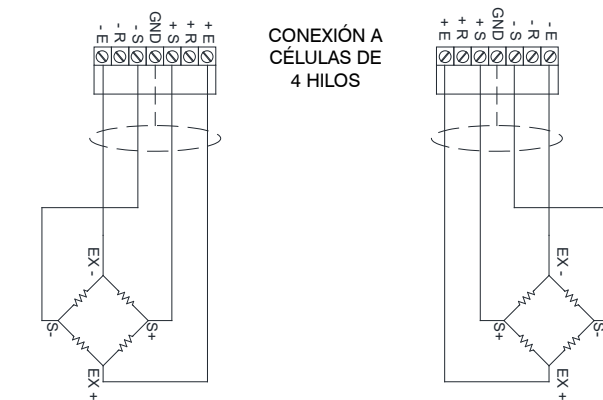 - E
- R
- S
GND
+ S
+ R
+ E
CONEXIÓN A
CÉLULAS DE
4 HILOS
+ E
+ R
+ S
GND
- S
- R
- E
EX -
S-
S+
EX +
EX -
S+
S-
EX +